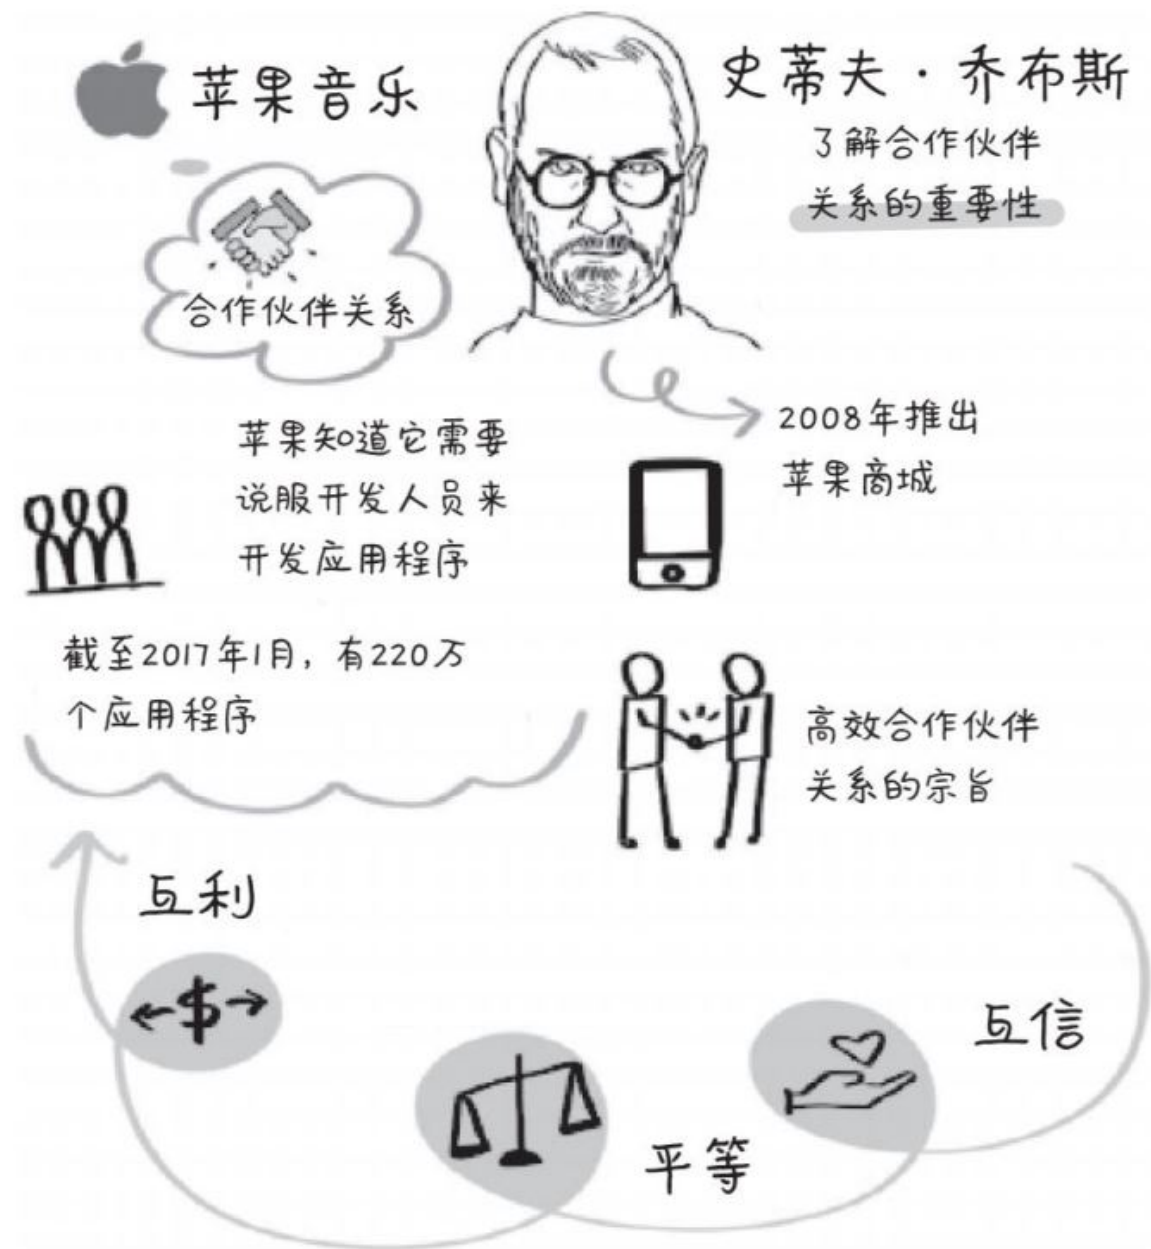 苹果音乐
史蒂夫·乔布斯
了解合作伙伴
关系的重要性
合作伙伴关系
2008年推出
苹果商城
苹果知道它需要
说服开发人员来
开发应用程序
截至2017年1月，有220万
个应用程序
高效合作伙伴
关系的宗旨
互利
$
互信
平等